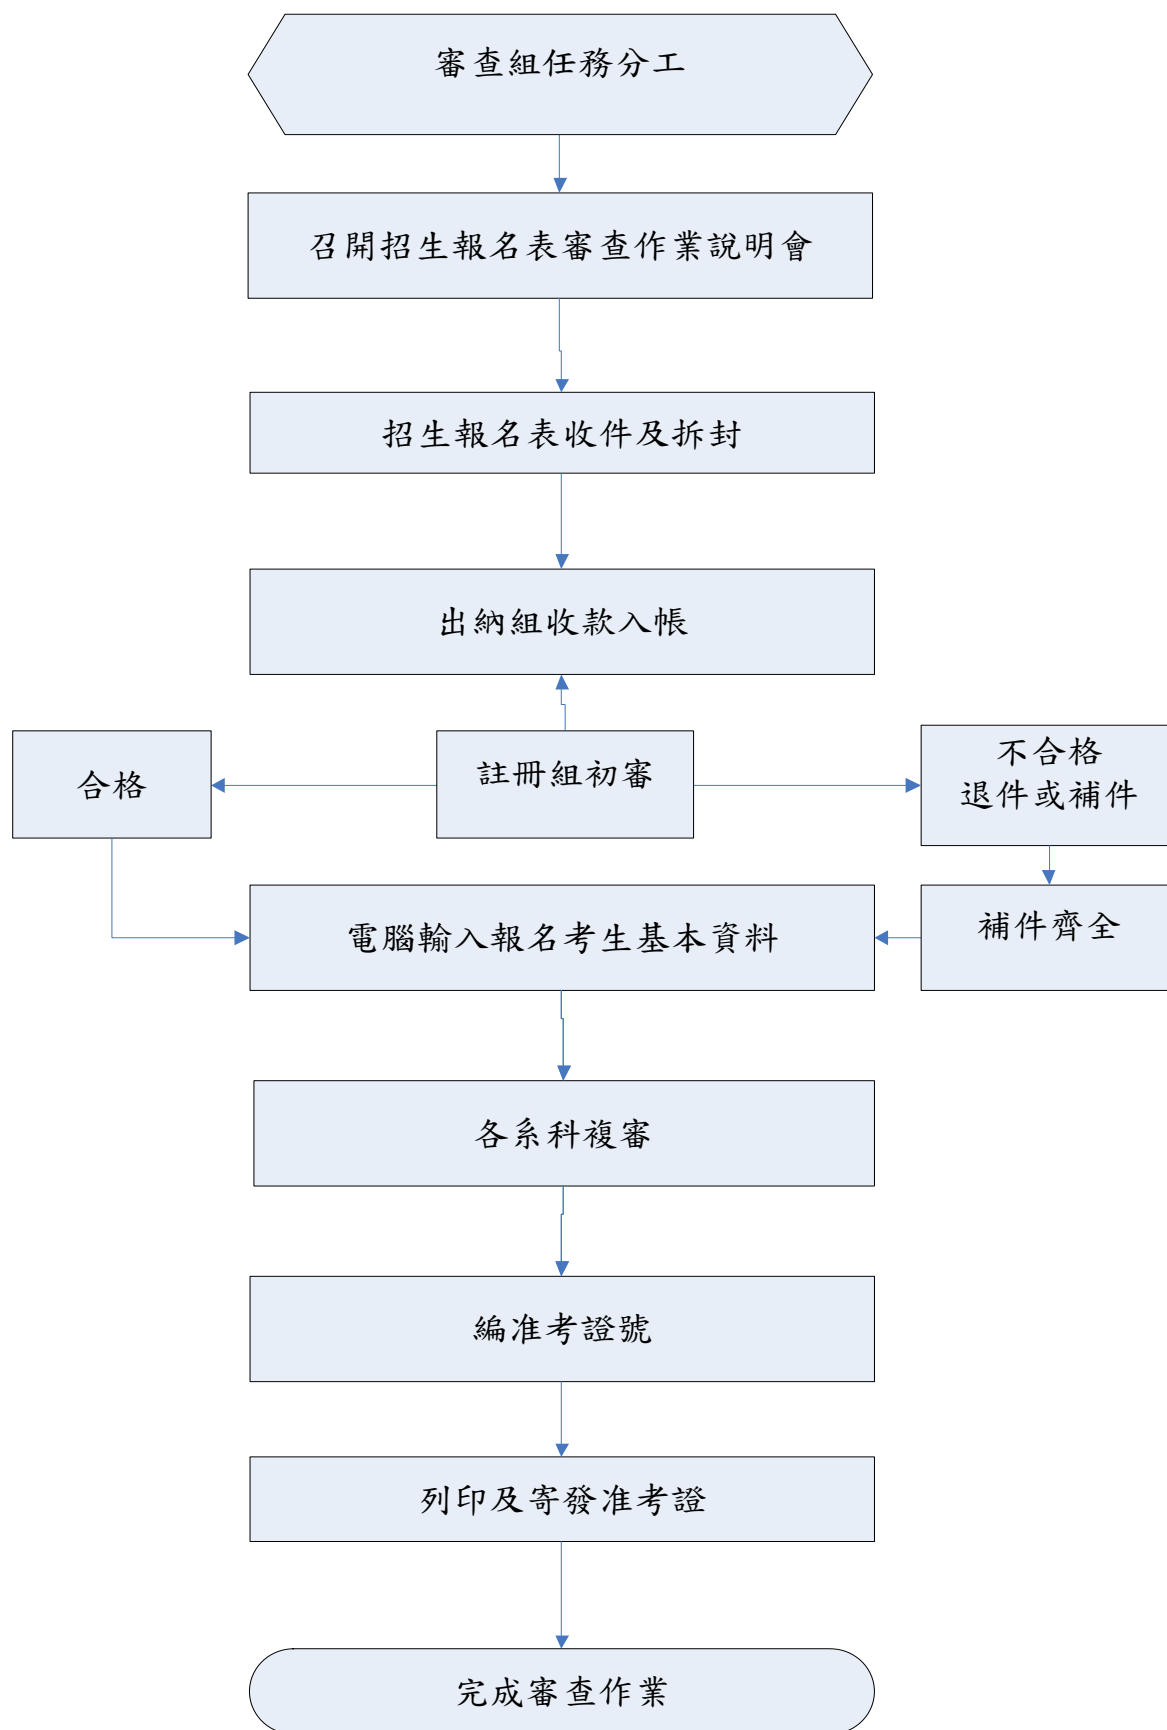 審查組任務分工
召開招生報名表審查作業說明會
招生報名表收件及拆封
出納組收款入帳
合格
註冊組初審
不合格
退件或補件
電腦輸入報名考生基本資料
補件齊全
各系科複審
編准考證號
列印及寄發准考證
完成審查作業